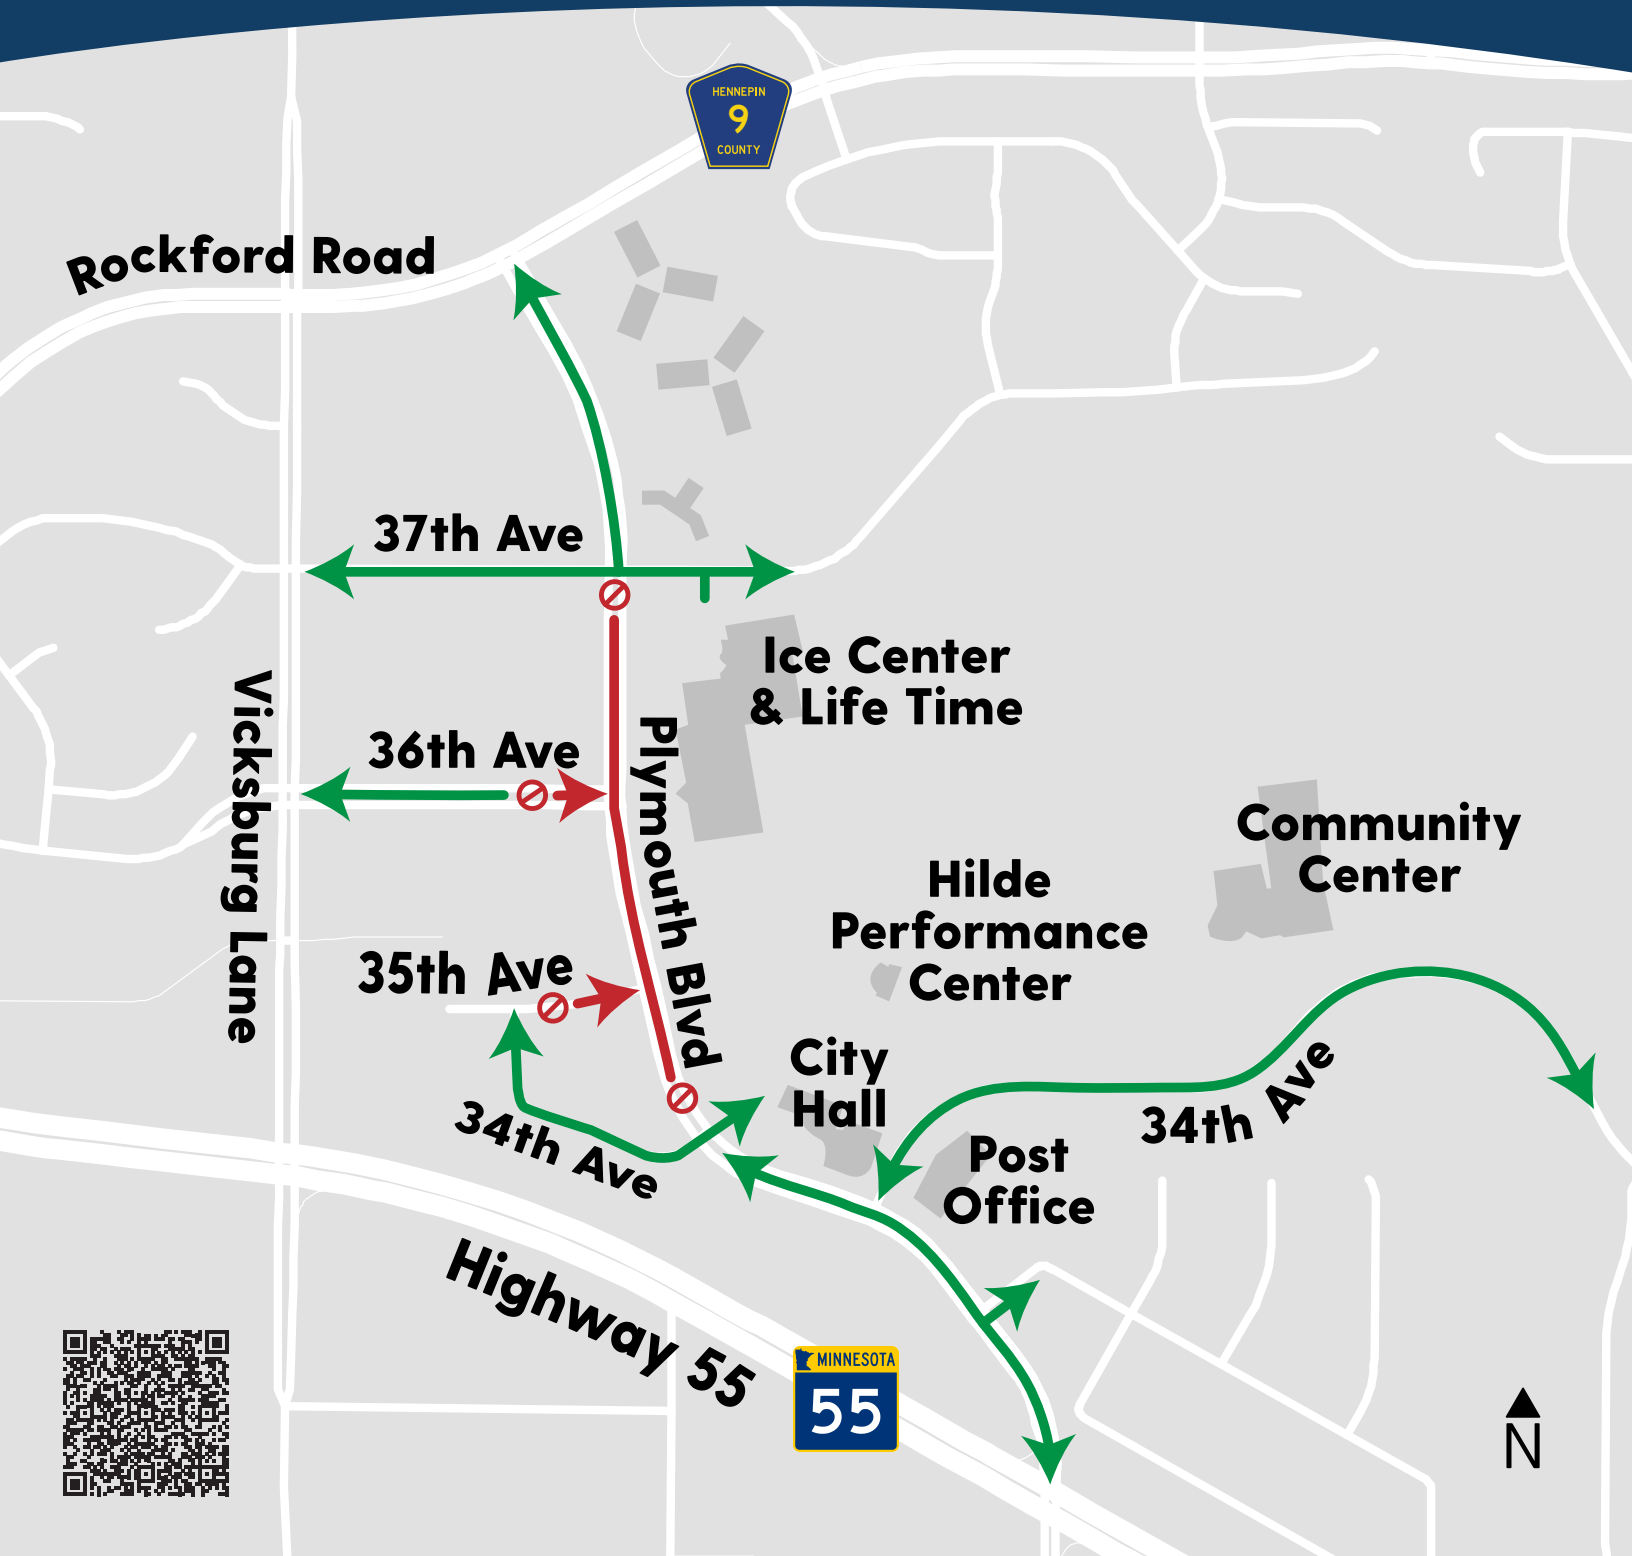 HENNEPIN
9
COUNTY
Rockford Road
37th Ave
Ice Center
& Life Time
Vicksburg Lane
36th Ave
Plymouth Blvd
Community
Center
Hilde
Performance
Center
35th Ave
City
Hall
34th Ave
34th Ave
Post
Office
Highway 55
MINNESOTA
55
N